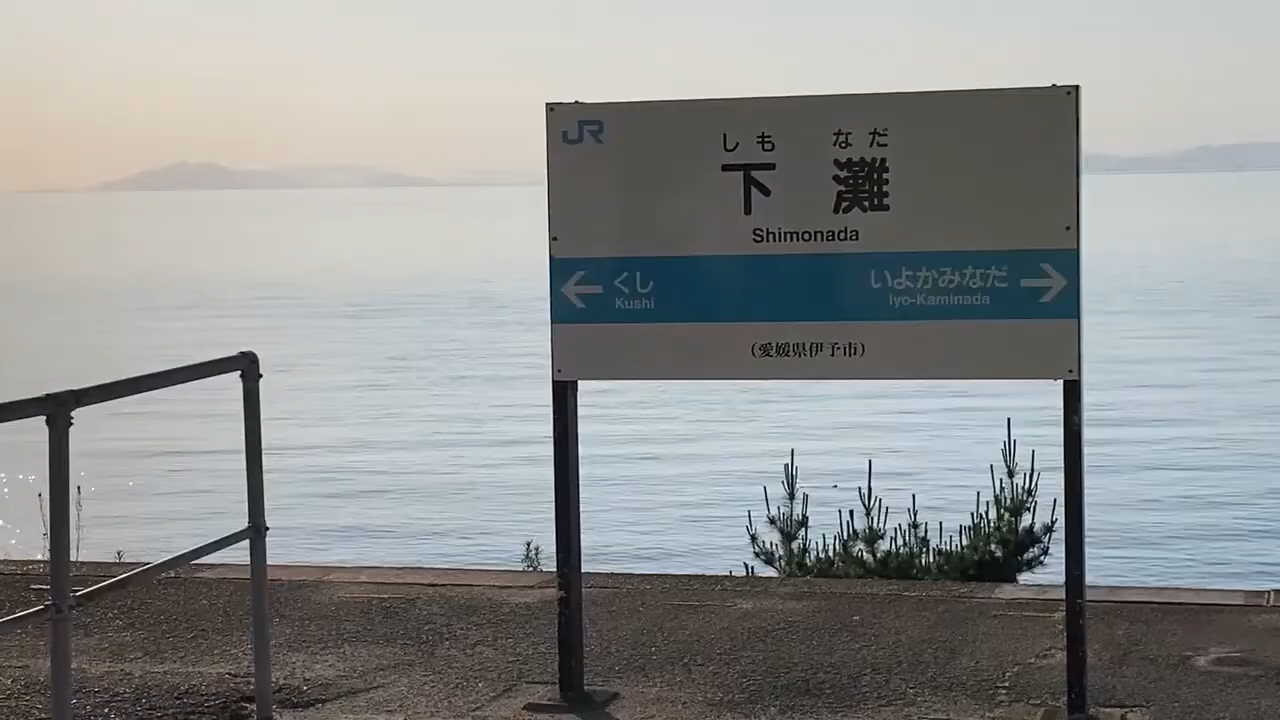 JR
しも なだ
下 灘
Shimonada
← くし いよかみなだ →
Kushi Iyo-Kaminada
（愛媛県伊予市）